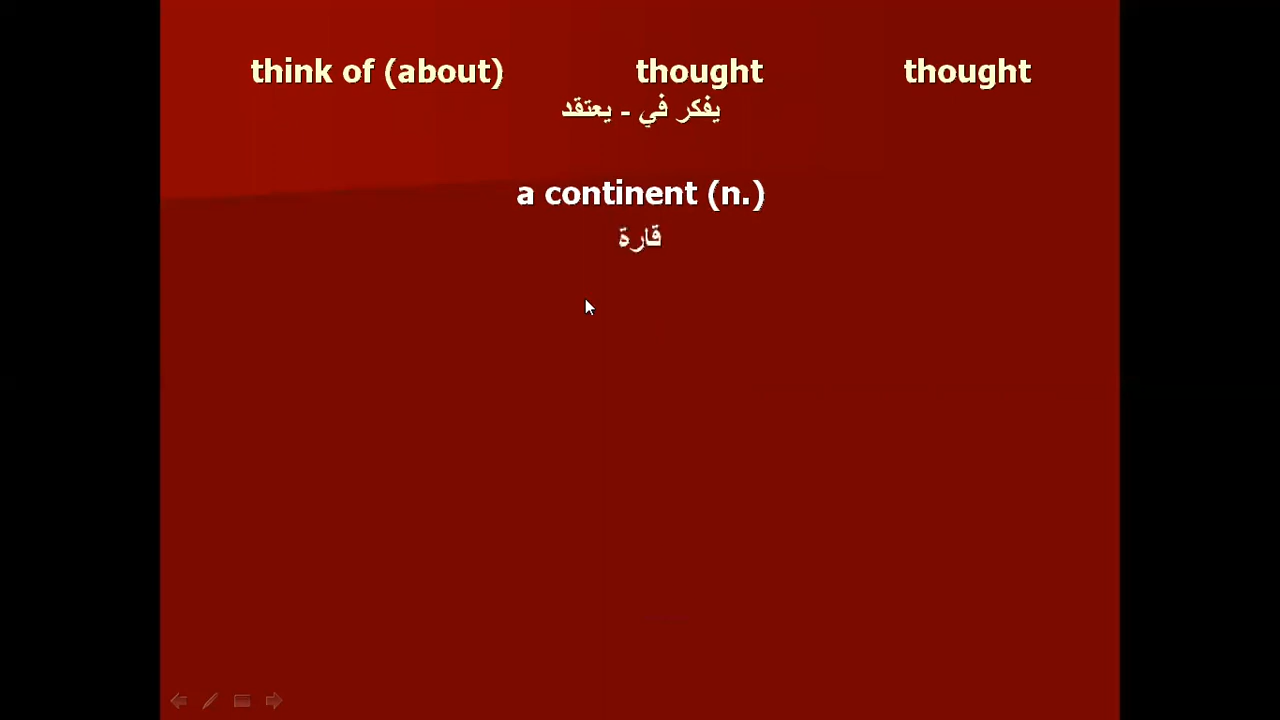 think of (about) thought thought
يفكر في - يعتقد
a continent (n.)
قارة